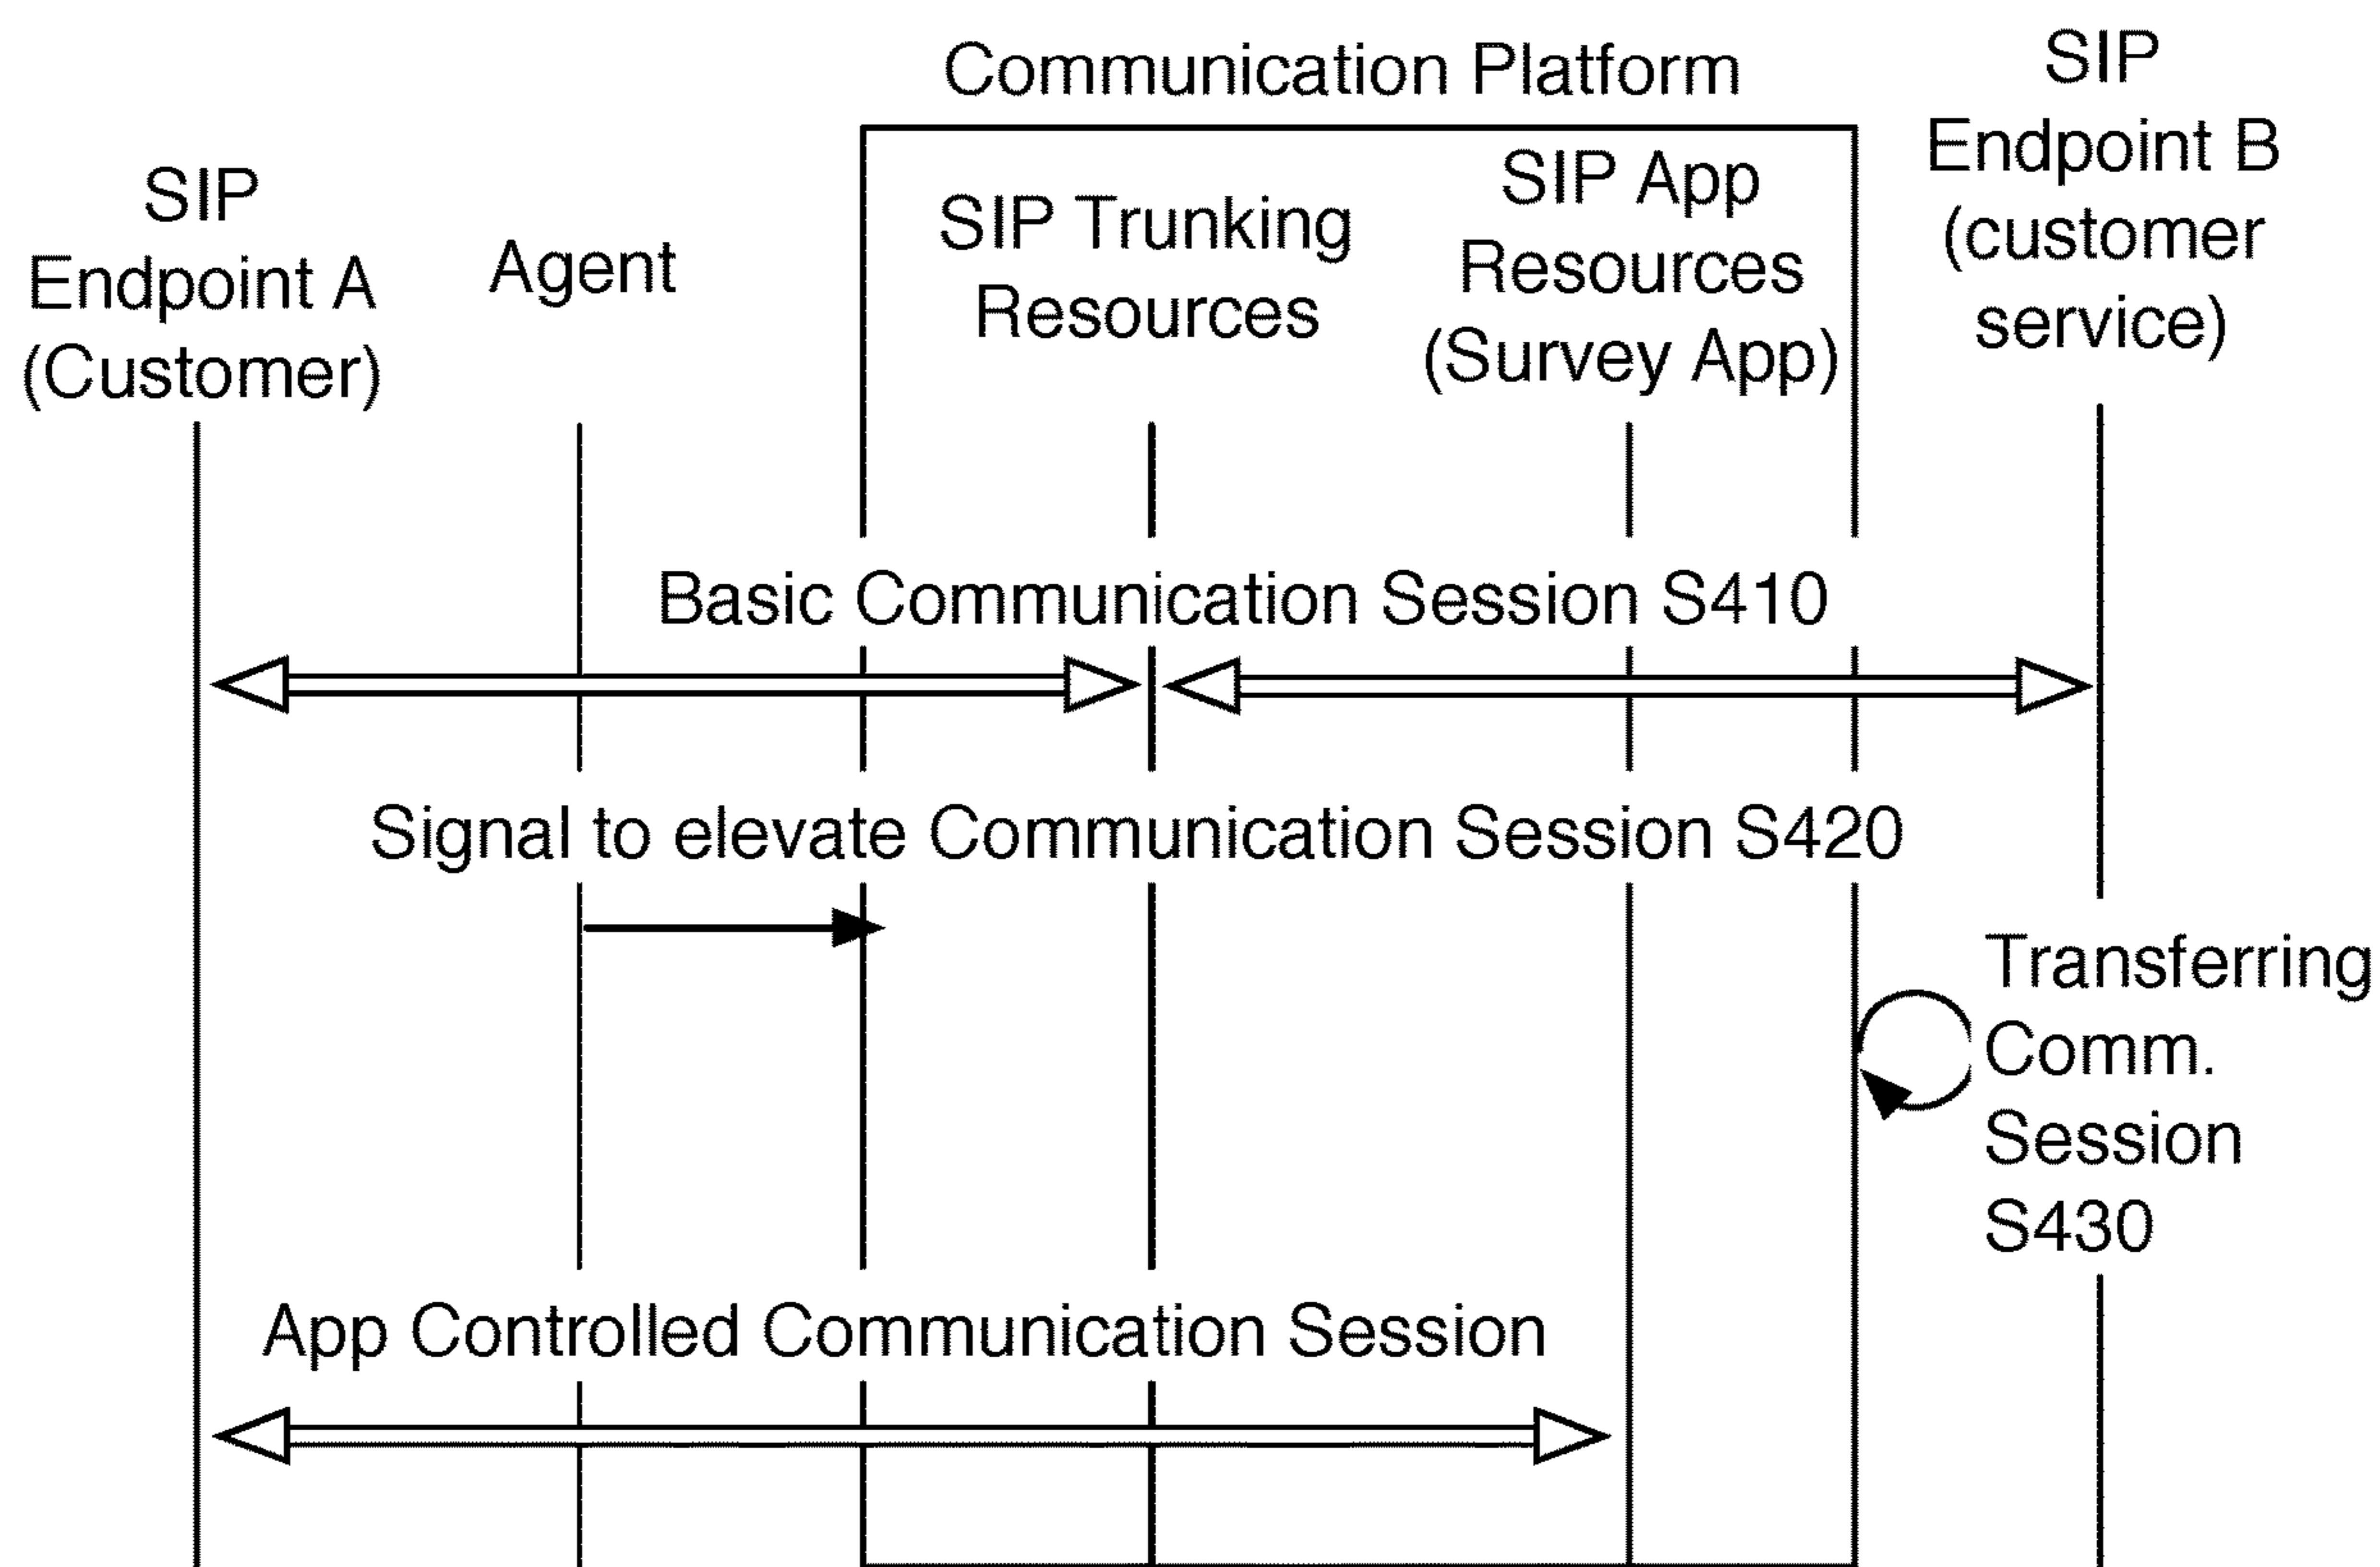 Communication Platform
SIP
Endpoint A
(Customer)
Agent
SIP Trunking
Resources
SIP App
Resources
(Survey App)
SIP
Endpoint B
(customer
service)
Basic Communication Session S410
Signal to elevate Communication Session S420
Transferring
Comm.
Session
S430
App Controlled Communication Session